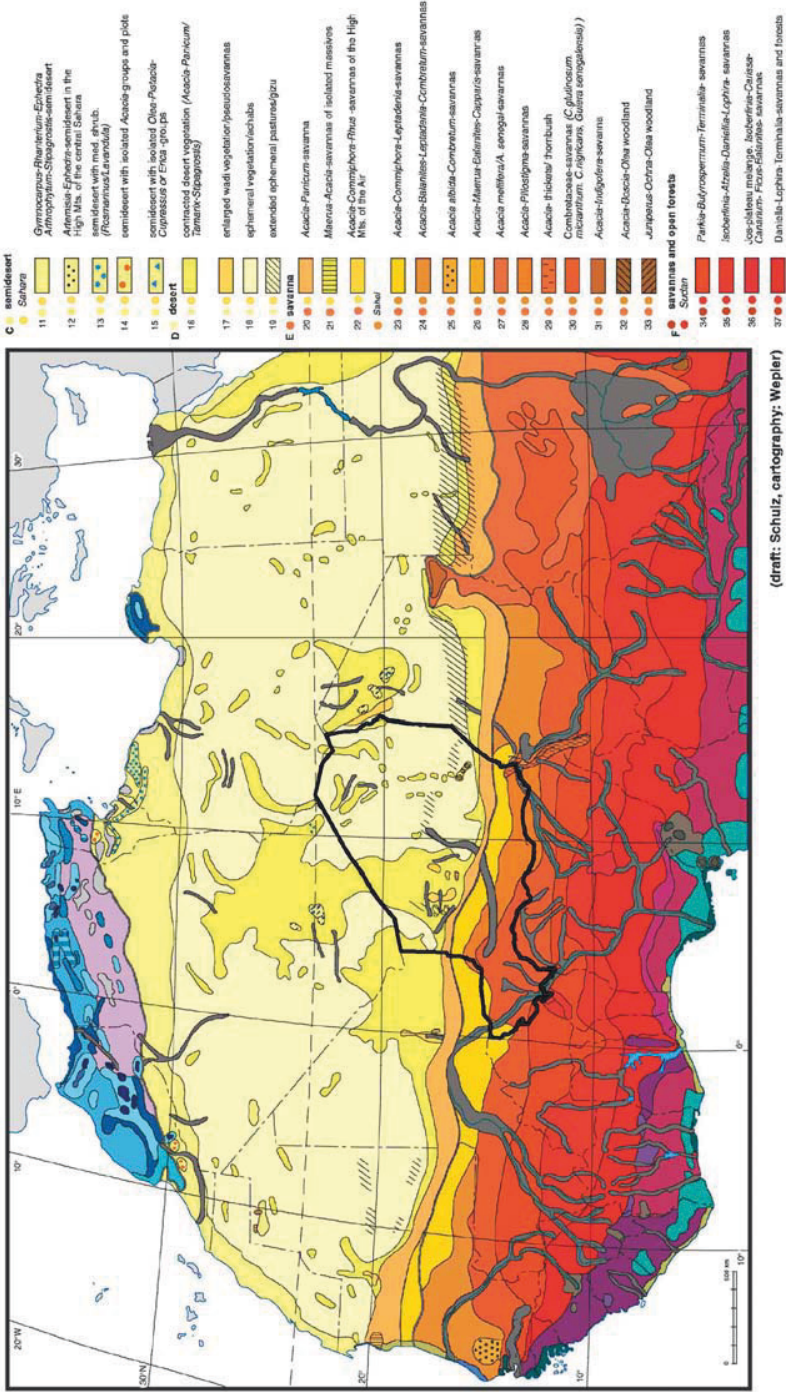 C semidesert
Sahara
11 Gymnocarpus-Rhanterium-Ephedra
Arthrophytum-Stipagrostis-semidesert
12 Artemisia-Ephedra-semidesert in the
High Mts. of the central Sahara
13 semidesert with med. shrub.
(Rosmarinus/Lavandula)
14 semidesert with isolated Acacia-groups and plots
15 semidesert with isolated Olea-Pistacia-
Cupressus or Erica-groups
D desert
16 contracted desert vegetation (Acacia-Panicum/
Tamarix-Stipagrostis)
17 enlarged wadi vegetation/pseudosavannas
18 ephemeral vegetation/achabs
19 extended ephemeral pastures/gizu
E savanna
20 Acacia-Panicum-savanna
21 Maerua-Acacia-savannas of isolated massives
22 Acacia-Commiphora-Rhus-savannas of the High
Mts. of the Air
Sahel
23 Acacia-Commiphora-Leptadenia-savannas
24 Acacia-Balanites-Leptadenia-Combretum-savannas
25 Acacia albida-Combretum-savannas
26 Acacia-Maerua-Balanites-Capparis-savannas
27 Acacia mellifera/A. senegal-savannas
28 Acacia-Piliostigma-savannas
29 Acacia- thickets/ thornbush
30 Combretaceae-savannas (C glutinosum.
micranthum. C.nigricans, Guiera senegalensis) )
31 Acacia-Indigofera-savanna
32 Acacia-Boscia-Olea woodland
33 Juniperus-Ochna-Olea woodland
F savannas and open forests
Sudan
34 Parkia-Butyrospermum-Terminalia- savannas
35 Isoberlinia-Afzelia-Daniellia-Lophira- savannas
36 Jos-plateau melange. Isoberlinia-Carissa-
Canarium- Ficus-Balanites- savannas
37 Daniellia-Lophira-Terminalia-savannas and forests
20°W
10°
0°
10°E
20°
30°
30°N
20°
10°
10°
0°
10°
(draft: Schulz, cartography: Wepler)